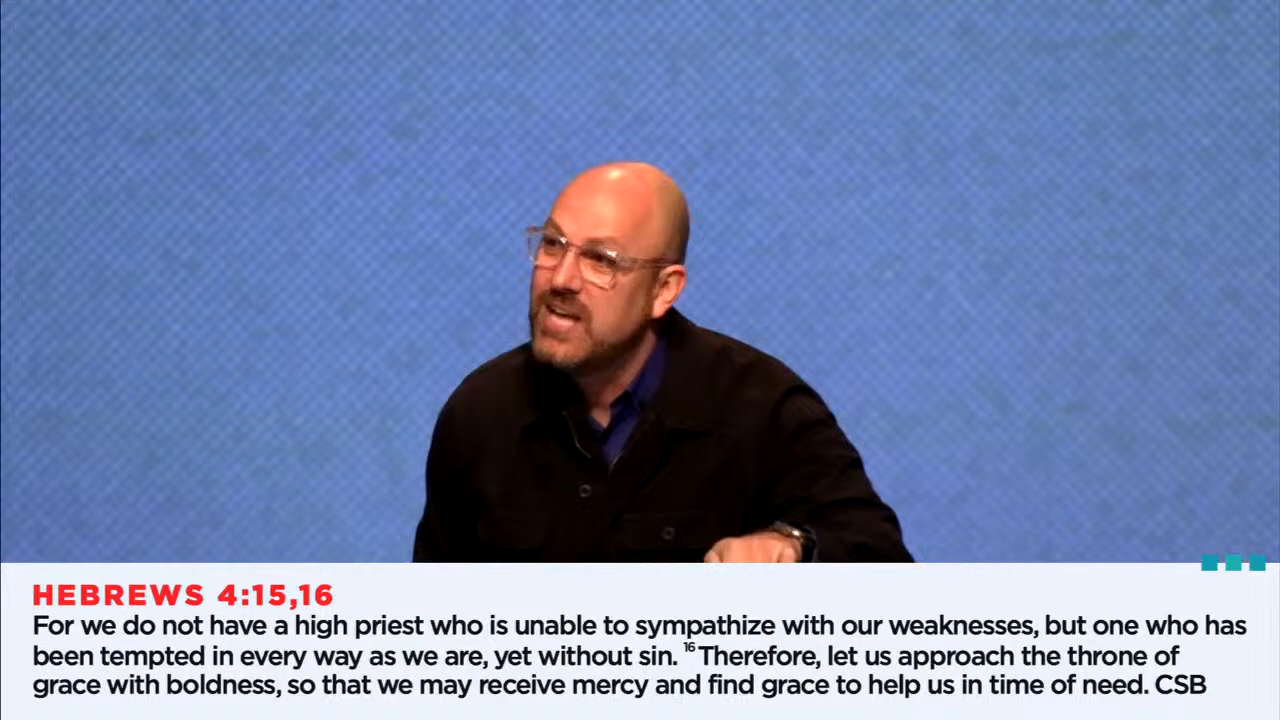 HEBREWS 4:15,16
For we do not have a high priest who is unable to sympathize with our weaknesses, but one who has
been tempted in every way as we are, yet without sin. 16 Therefore, let us approach the throne of
grace with boldness, so that we may receive mercy and find grace to help us in time of need. CSB